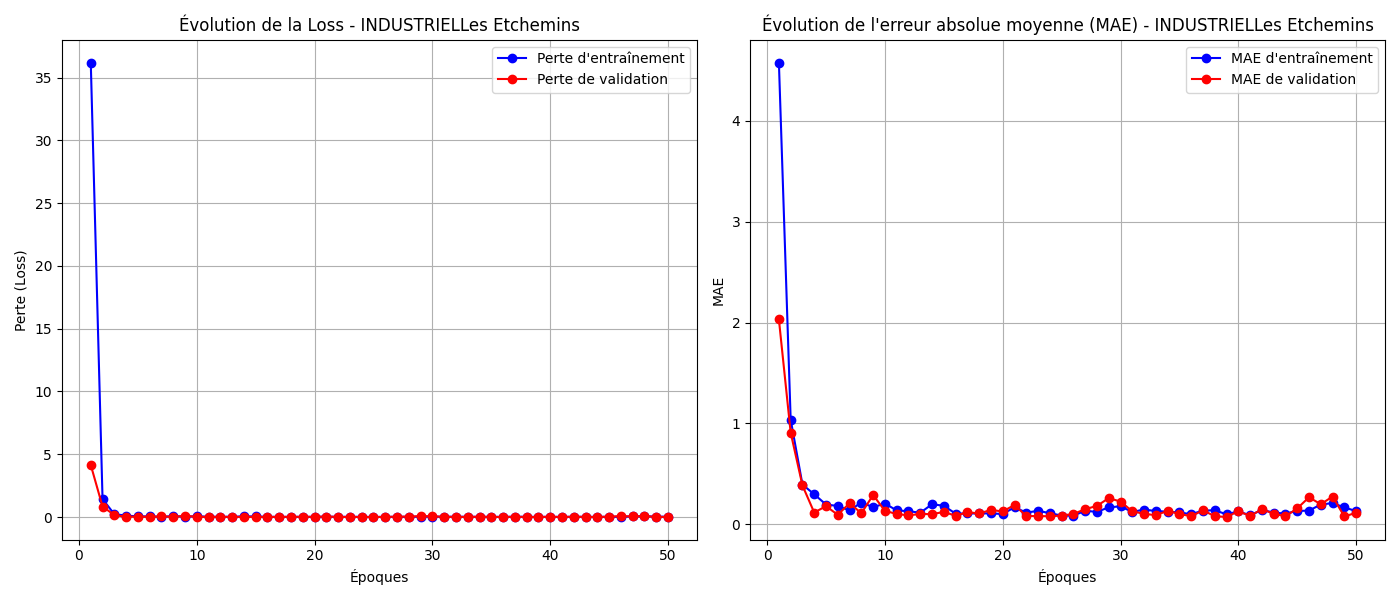 Évolution de la Loss - INDUSTRIELLes Etchemins
Perte d'entraînement
Perte de validation
35
30
25
20
15
10
5
0
Perte (Loss)
0 10 20 30 40 50
Époques
Évolution de l'erreur absolue moyenne (MAE) - INDUSTRIELLes Etchemins
MAE d'entraînement
MAE de validation
4
3
2
1
0
MAE
0 10 20 30 40 50
Époques